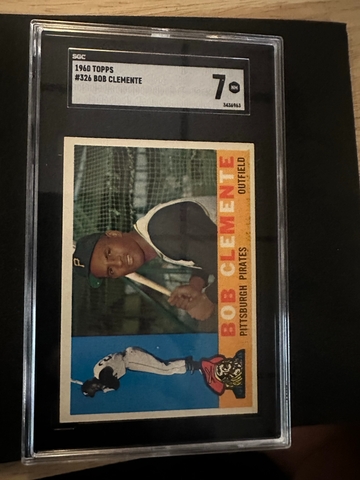 SGC
1960 TOPPS
#326 BOB CLEMENTE
7
NM
P
BOB CLEMENTE
PITTSBURGH PIRATES OUTFIELD